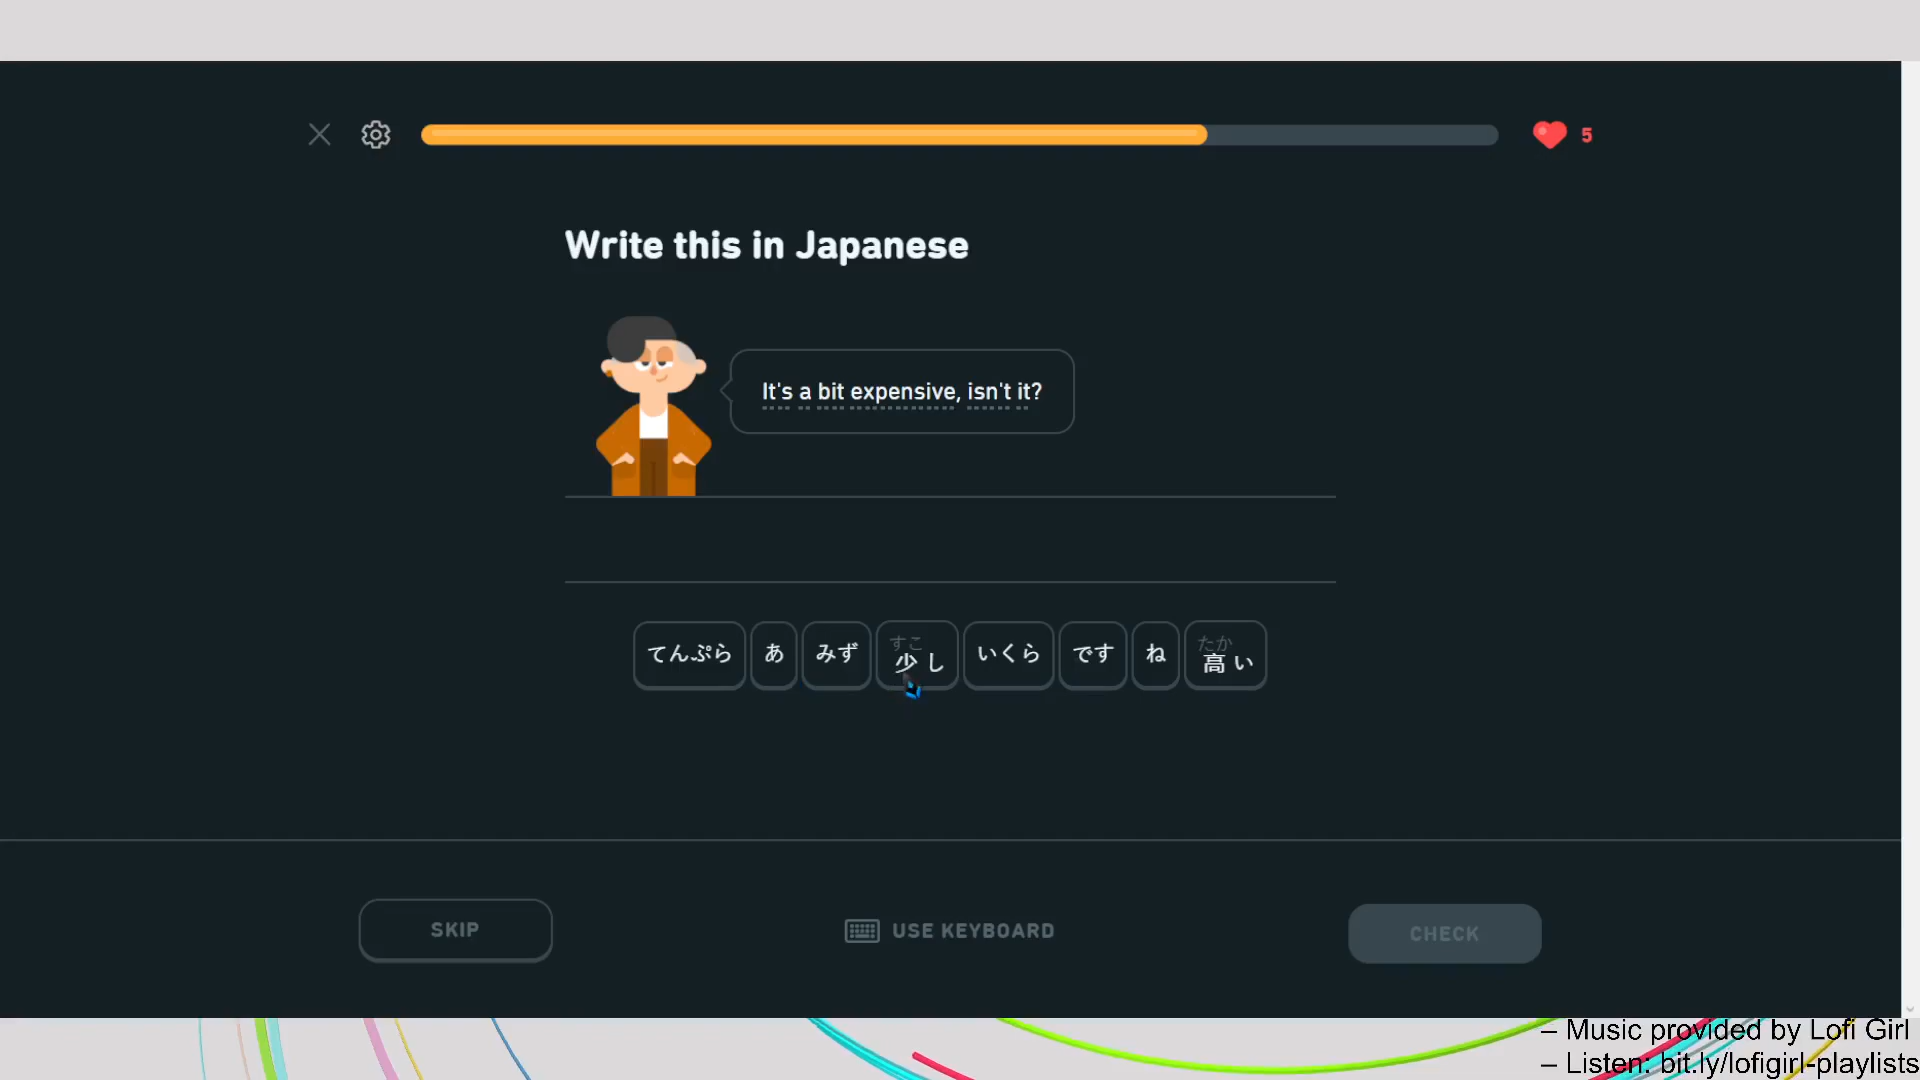 5
Write this in Japanese
It's a bit expensive, isn't it?
てんぷら あ みず 少し いくら です ね 高い
すこ たか
SKIP USE KEYBOARD CHECK
– Music provided by Lofi Girl
– Listen: bit.ly/lofigirl-playlists